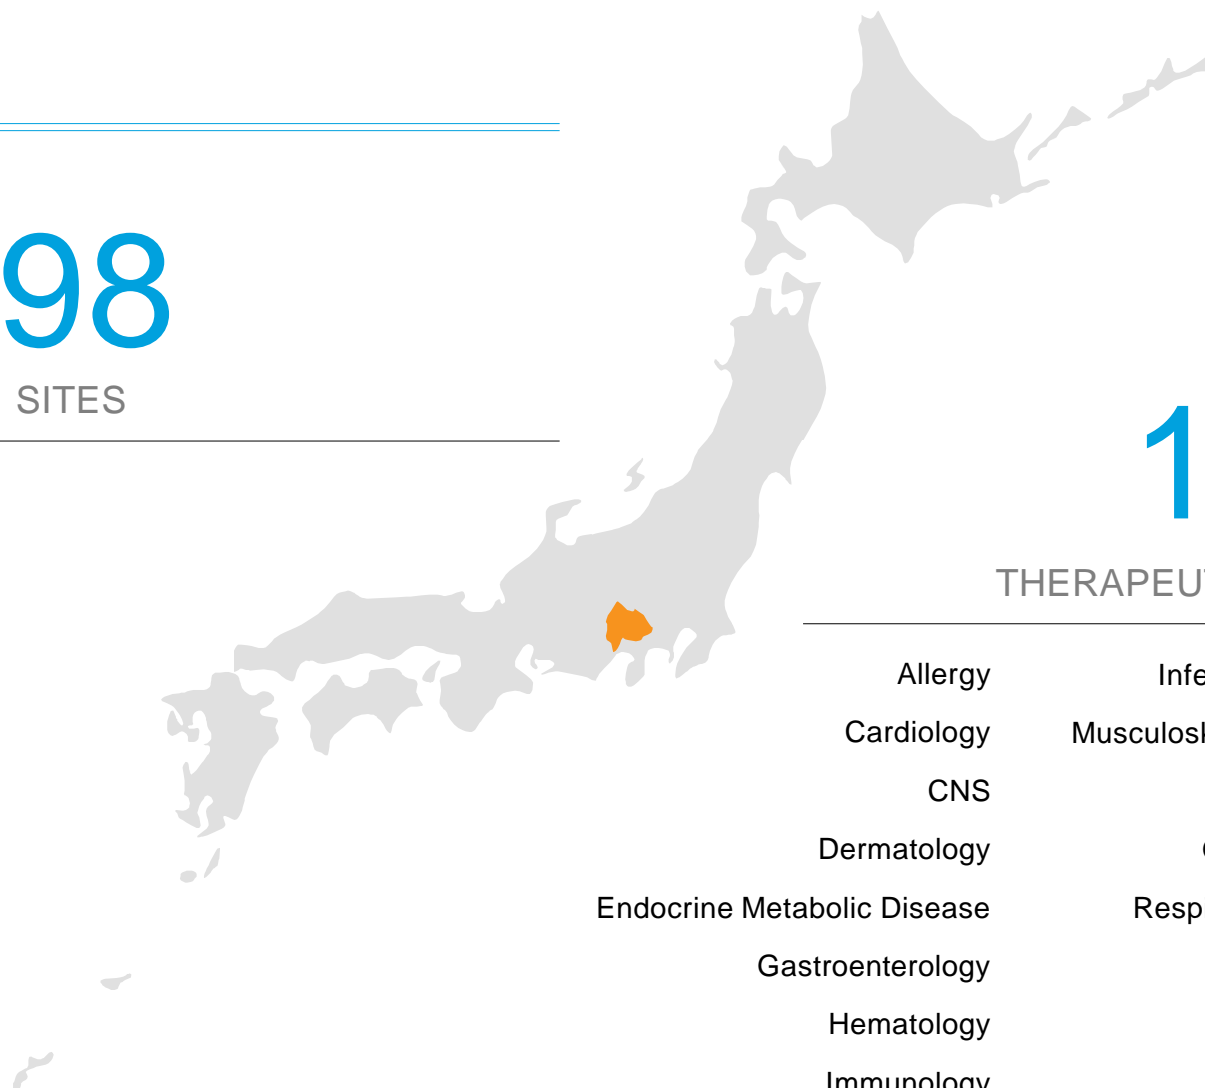 98
SITES
1
THERAPEU
Allergy
Cardiology
CNS
Dermatology
Endocrine Metabolic Disease
Gastroenterology
Hematology
Immunology
Infe
Musculosk
Resp